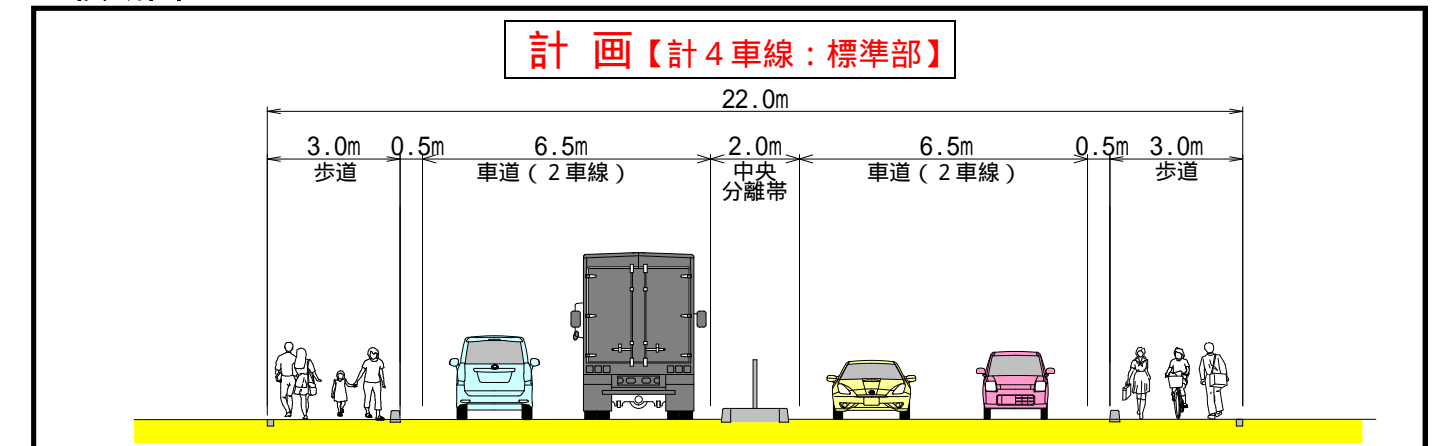 計 画【計４車線：標準部】
22.0m
3.0m 0.5m 6.5m 2.0m 6.5m 0.5m 3.0m
歩道 車道（２車線） 中央 車道（２車線） 歩道
分離帯